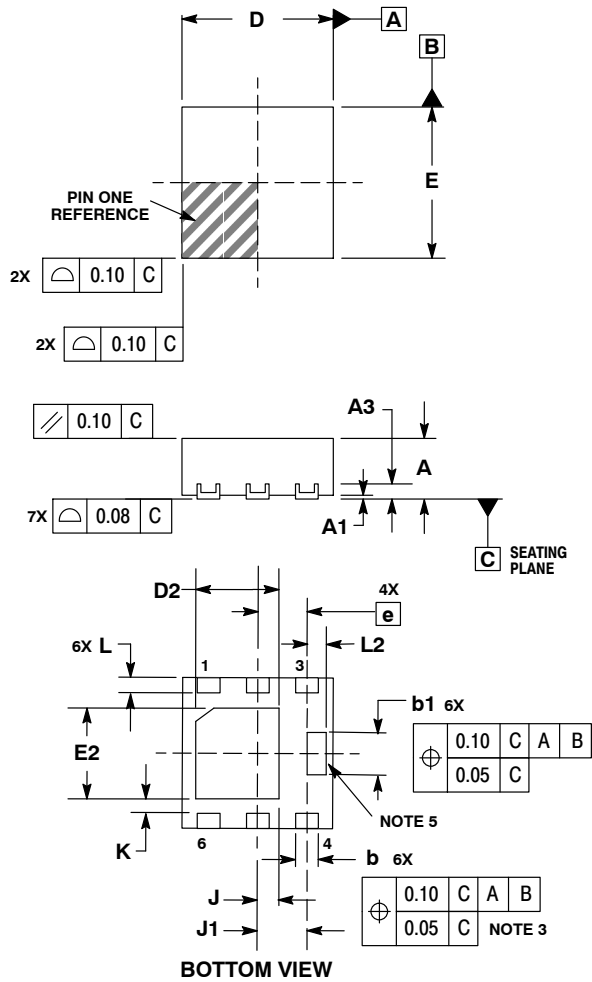 D
A
B
E
PIN ONE
REFERENCE
2X ⌓ 0.10 C
2X ⌓ 0.10 C
// 0.10 C
A3
A
7X ⌓ 0.08 C
A1
C SEATING
PLANE
D2
4X
e
6X L
L2
1
3
b1 6X
⌖ 0.10 C A B
0.05 C
E2
NOTE 5
K
6
4
b 6X
J
⌖ 0.10 C A B
0.05 C NOTE 3
J1
BOTTOM VIEW